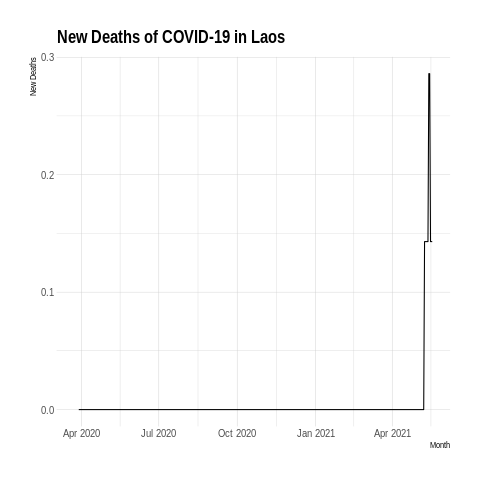 New Deaths of COVID-19 in Laos
New Deaths
0.3
0.2
0.1
0.0
Apr 2020 Jul 2020 Oct 2020 Jan 2021 Apr 2021
Month